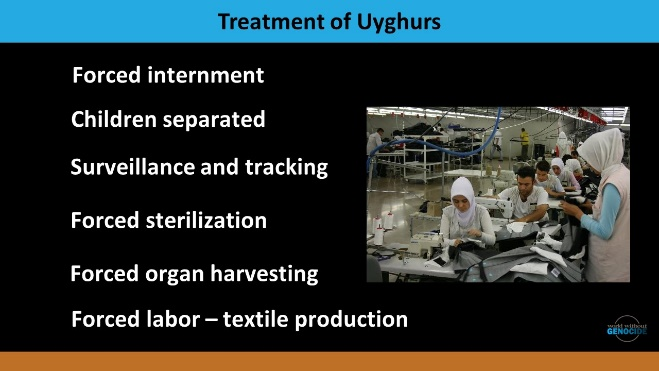 Treatment of Uyghurs
Forced internment
Children separated
Surveillance and tracking
Forced sterilization
Forced organ harvesting
Forced labor – textile production
world without
GENOCIDE